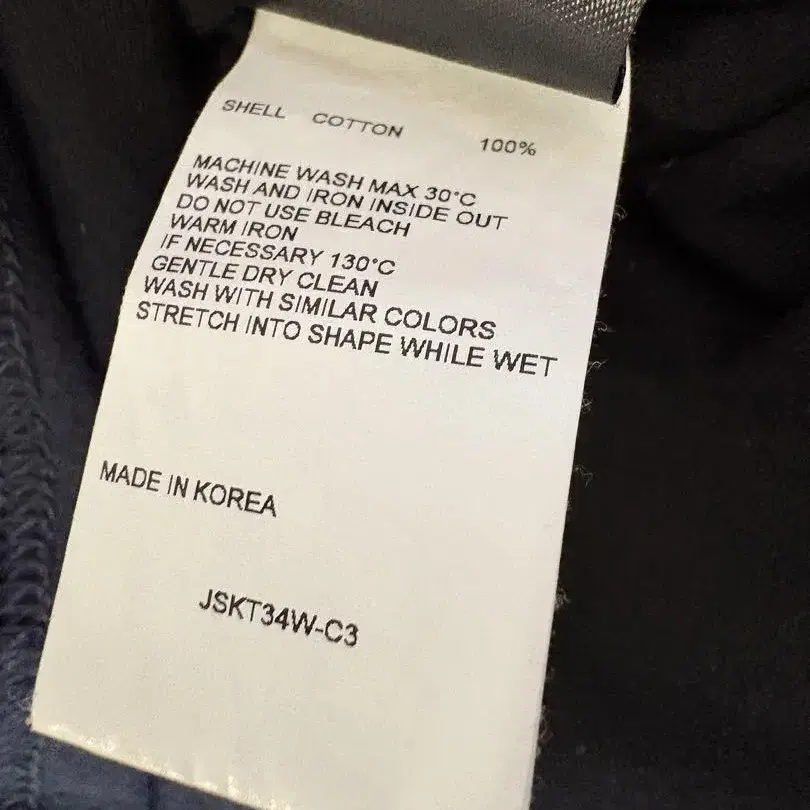 SHELL COTTON 100%
MACHINE WASH MAX 30°C
WASH AND IRON INSIDE OUT
DO NOT USE BLEACH
WARM IRON
IF NECESSARY 130°C
GENTLE DRY CLEAN
WASH WITH SIMILAR COLORS
STRETCH INTO SHAPE WHILE WET
MADE IN KOREA
JSKT34W-C3